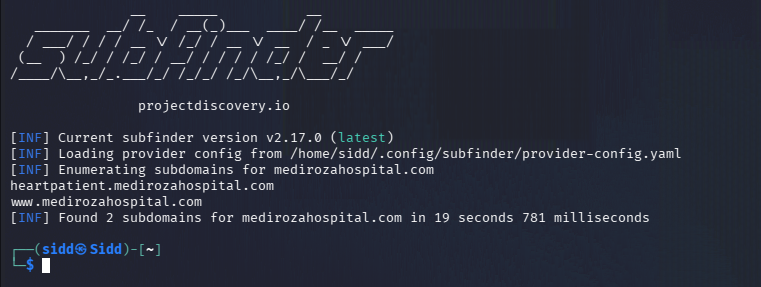 subfinder
projectdiscovery.io
[INF] Current subfinder version v2.17.0 (latest)
[INF] Loading provider config from /home/sidd/.config/subfinder/provider-config.yaml
[INF] Enumerating subdomains for medirozahospital.com
heartpatient.medirozahospital.com
www.medirozahospital.com
[INF] Found 2 subdomains for medirozahospital.com in 19 seconds 781 milliseconds
┌──(sidd㉿Sidd)-[~]
└─$